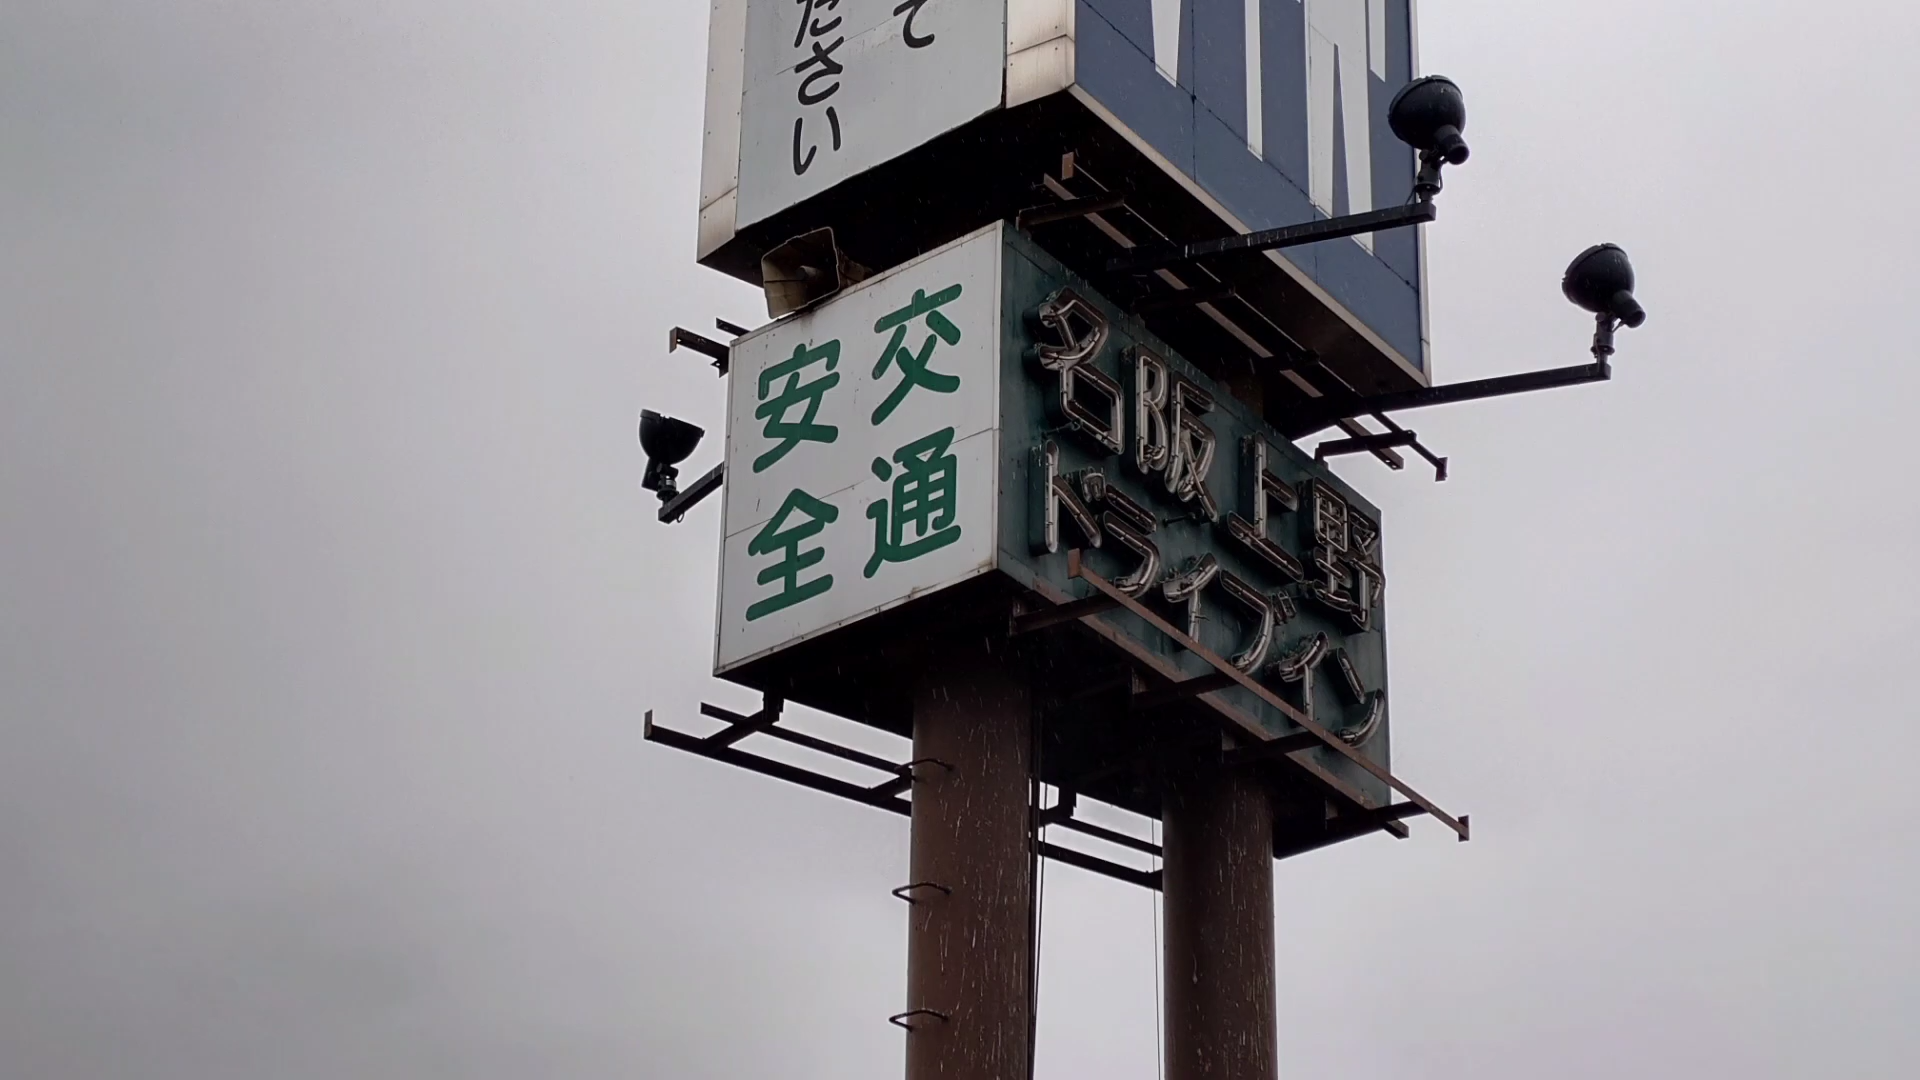 て
ださい
交通
安全
名阪上野
ドライブイン